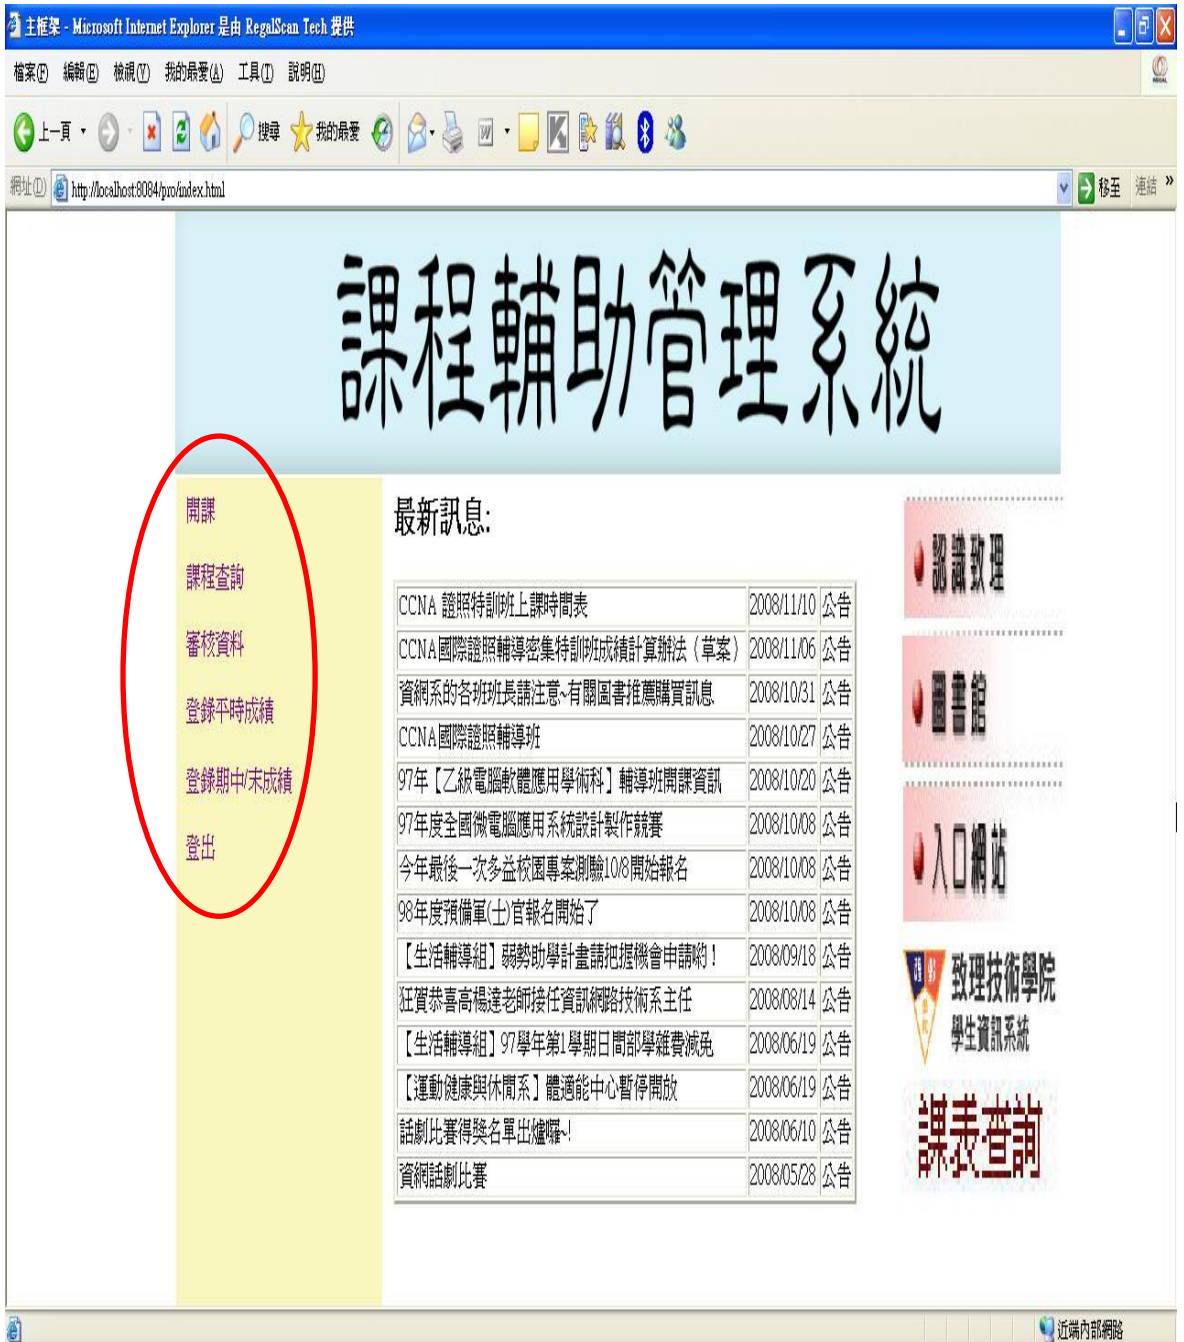 主框架 - Microsoft Internet Explorer 是由 RegalScan Tech 提供
檔案(F) 編輯(E) 檢視(V) 我的最愛(A) 工具(T) 說明(H)
REGAL
上一頁 搜尋 我的最愛
網址(D) http://localhost:8084/pro/index.html 移至 連結 »
課程輔助管理系統
開課
課程查詢
審核資料
登錄平時成績
登錄期中/末成績
登出
最新訊息:
CCNA 證照特訓班上課時間表 2008/11/10 公告
CCNA國際證照輔導密集特訓班成績計算辦法（草案） 2008/11/06 公告
資網系的各班班長請注意~有關圖書推薦購買訊息 2008/10/31 公告
CCNA國際證照輔導班 2008/10/27 公告
97年【乙級電腦軟體應用學術科】輔導班開課資訊 2008/10/20 公告
97年度全國微電腦應用系統設計製作競賽 2008/10/08 公告
今年最後一次多益校園專案測驗10/8開始報名 2008/10/08 公告
98年度預備軍(士)官報名開始了 2008/10/08 公告
【生活輔導組】弱勢助學計畫請把握機會申請喲！ 2008/09/18 公告
狂賀恭喜高楊達老師接任資訊網路技術系主任 2008/08/14 公告
【生活輔導組】97學年第1學期日間部學雜費減免 2008/06/19 公告
【運動健康與休閒系】體適能中心暫停開放 2008/06/19 公告
話劇比賽得獎名單出爐囉~! 2008/06/10 公告
資網話劇比賽 2008/05/28 公告
認識致理
圖書館
入口網站
致理技術學院
學生資訊系統
課表查詢
近端內部網路